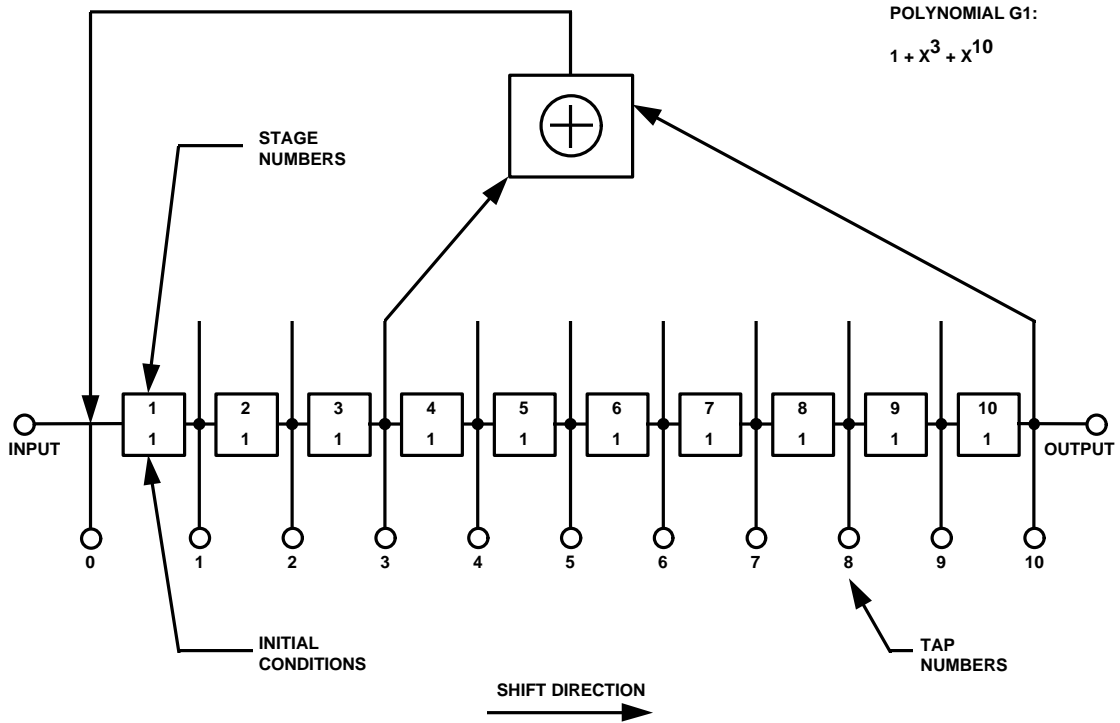 POLYNOMIAL G1:
1 + X^3 + X^10
STAGE
NUMBERS
1 2 3 4 5 6 7 8 9 10
1 1 1 1 1 1 1 1 1 1
INPUT
OUTPUT
0 1 2 3 4 5 6 7 8 9 10
INITIAL
CONDITIONS
TAP
NUMBERS
SHIFT DIRECTION